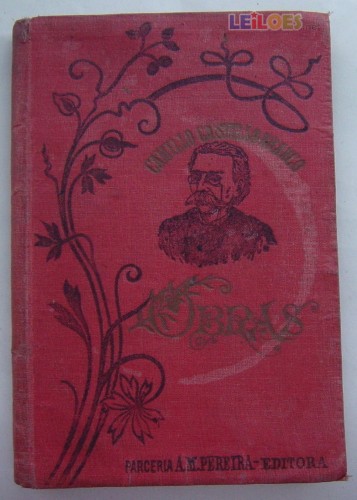 LEiLOES
CAMILLO CASTELLO BRANCO
OBRAS
PARCERIA A.M. PEREIRA-EDITORA